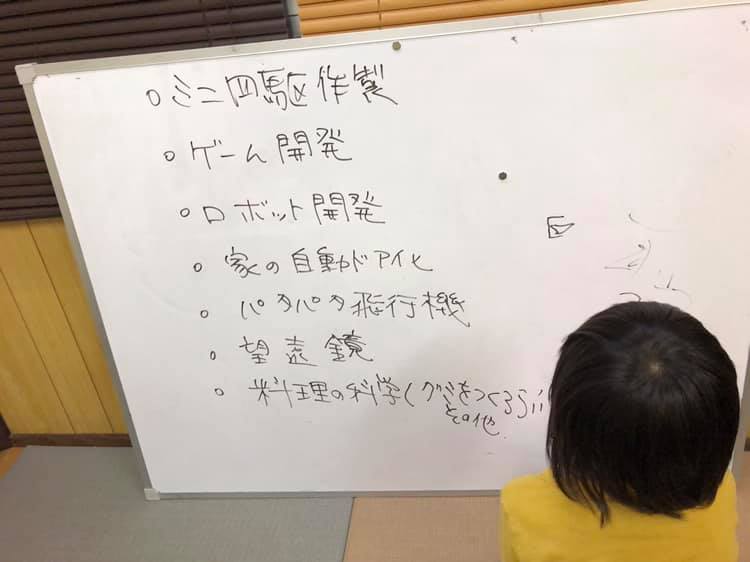 ミニ四駆作製
ゲーム開発
ロボット開発
家の自動ドア化
パタパタ飛行機
望遠鏡
料理の科学(グミをつくろう
その他